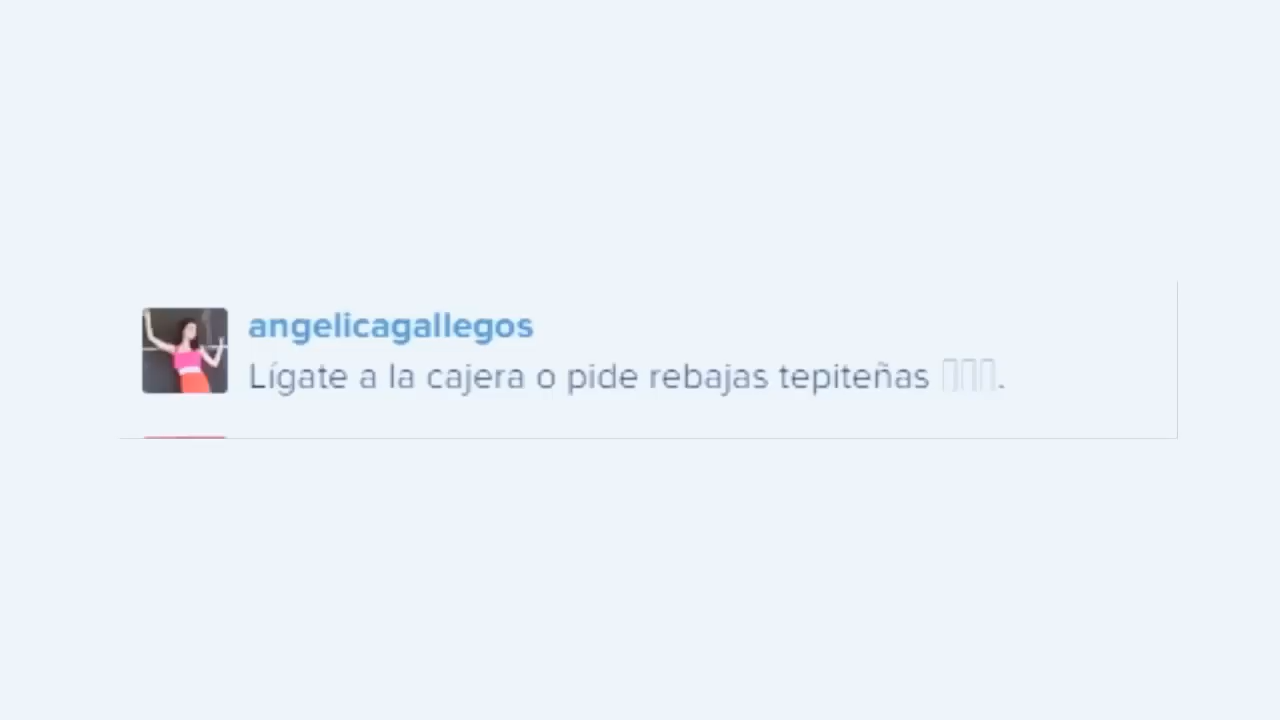 angelicagallegos
Lígate a la cajera o pide rebajas tepiteñas .